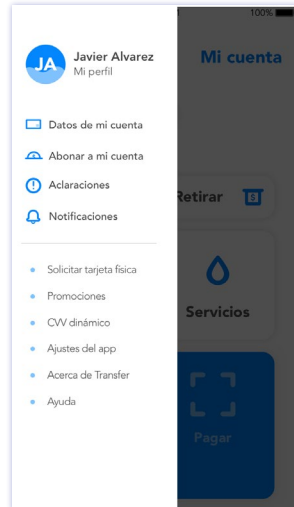 100%
JA
Javier Alvarez
Mi perfil
Mi cuenta
Datos de mi cuenta
Abonar a mi cuenta
Aclaraciones
Notificaciones
Retirar
Servicios
Pagar
Solicitar tarjeta física
Promociones
CVV dinámico
Ajustes del app
Acerca de Transfer
Ayuda